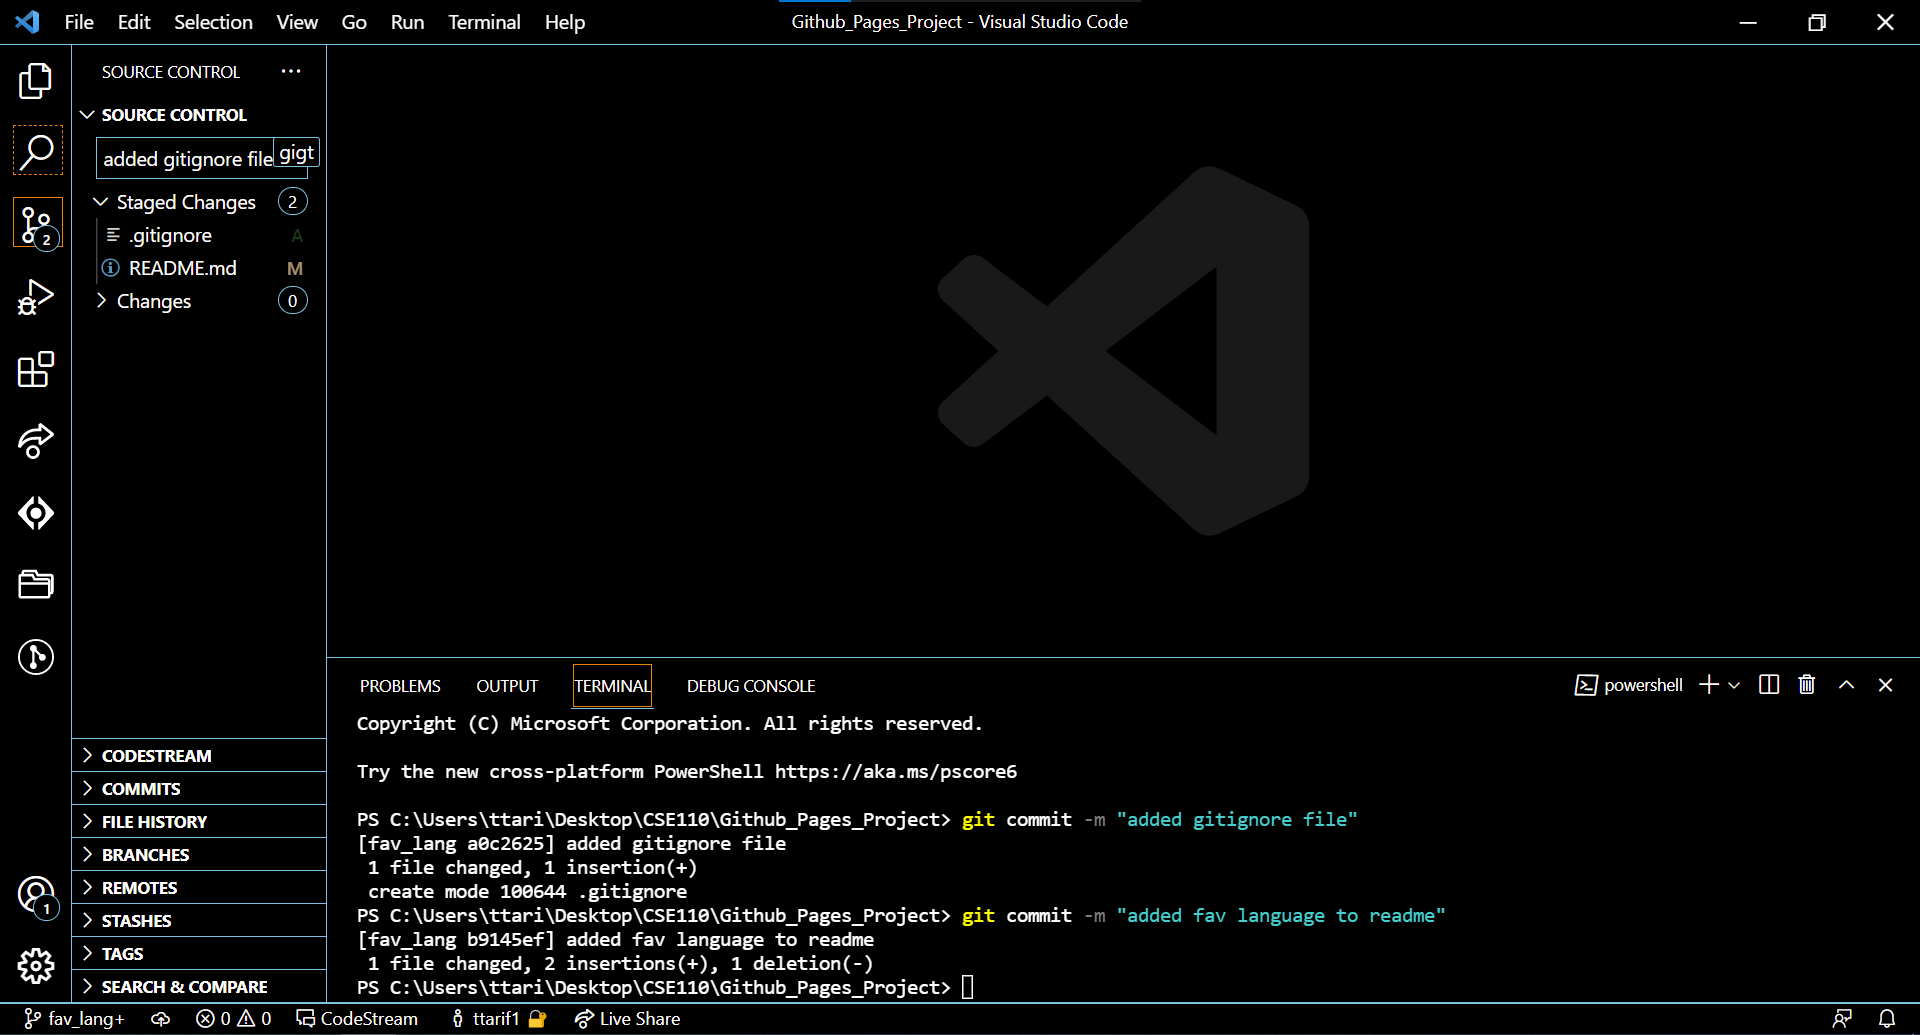 File Edit Selection View Go Run Terminal Help
Github_Pages_Project - Visual Studio Code
SOURCE CONTROL
SOURCE CONTROL
added gitignore file
gigt
Staged Changes 2
.gitignore A
README.md M
Changes 0
2
CODESTREAM
COMMITS
FILE HISTORY
BRANCHES
REMOTES
STASHES
TAGS
SEARCH & COMPARE
1
PROBLEMS OUTPUT TERMINAL DEBUG CONSOLE
powershell
Copyright (C) Microsoft Corporation. All rights reserved.
Try the new cross-platform PowerShell https://aka.ms/pscore6
PS C:\Users\ttari\Desktop\CSE110\Github_Pages_Project> git commit -m "added gitignore file"
[fav_lang a0c2625] added gitignore file
1 file changed, 1 insertion(+)
create mode 100644 .gitignore
PS C:\Users\ttari\Desktop\CSE110\Github_Pages_Project> git commit -m "added fav language to readme"
[fav_lang b9145ef] added fav language to readme
1 file changed, 2 insertions(+), 1 deletion(-)
PS C:\Users\ttari\Desktop\CSE110\Github_Pages_Project>
fav_lang+ 0 0 CodeStream ttarif1 Live Share